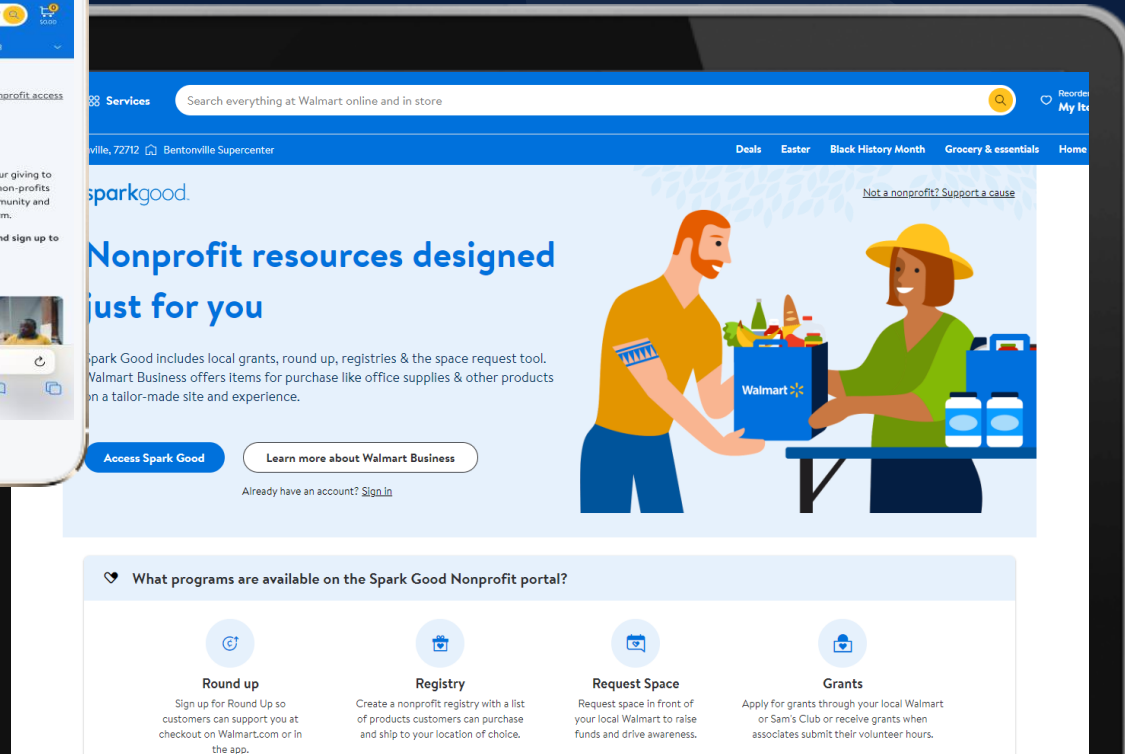 0
$0.00
nprofit access
ur giving to
non-profits
munity and
m.
nd sign up to
Services
Search everything at Walmart online and in store
Reorder
My Ite
ville, 72712
Bentonville Supercenter
Deals
Easter
Black History Month
Grocery & essentials
Home
sparkgood.
Not a nonprofit? Support a cause
Nonprofit resources designed
just for you
Spark Good includes local grants, round up, registries & the space request tool.
Walmart Business offers items for purchase like office supplies & other products
on a tailor-made site and experience.
Walmart
Access Spark Good
Learn more about Walmart Business
Already have an account? Sign In
What programs are available on the Spark Good Nonprofit portal?
Round up
Sign up for Round Up so
customers can support you at
checkout on Walmart.com or in
the app.
Registry
Create a nonprofit registry with a list
of products customers can purchase
and ship to your location of choice.
Request Space
Request space in front of
your local Walmart to raise
funds and drive awareness.
Grants
Apply for grants through your local Walmart
or Sam's Club or receive grants when
associates submit their volunteer hours.